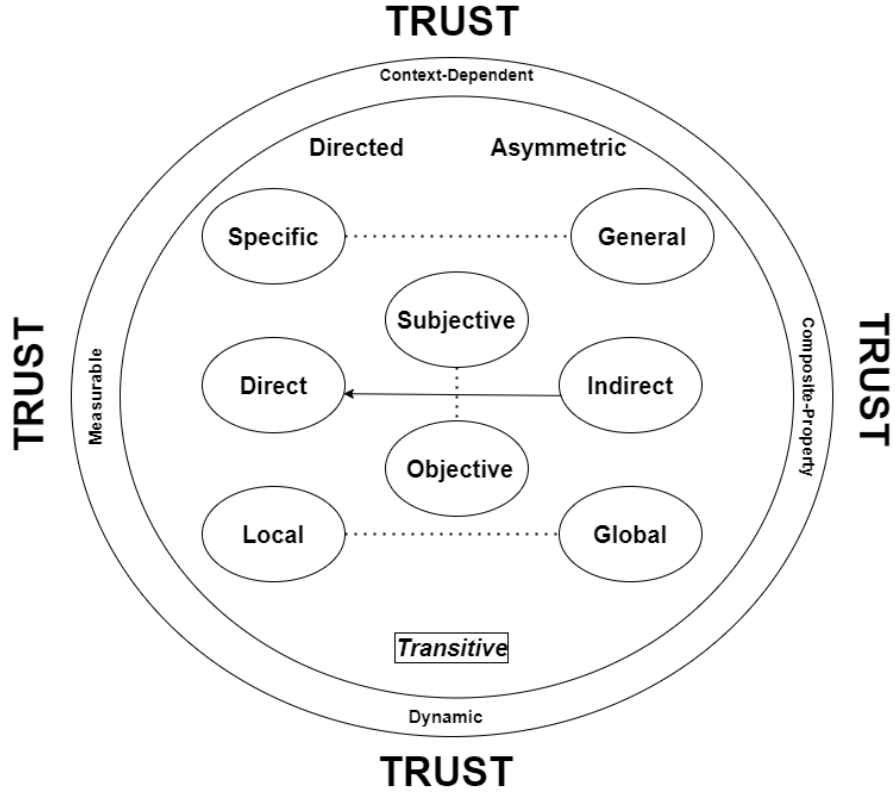 TRUST
Context-Dependent
Directed Asymmetric
Specific General
Subjective
TRUST Measurable Direct Indirect Composite-Property TRUST
Objective
Local Global
Transitive
Dynamic
TRUST